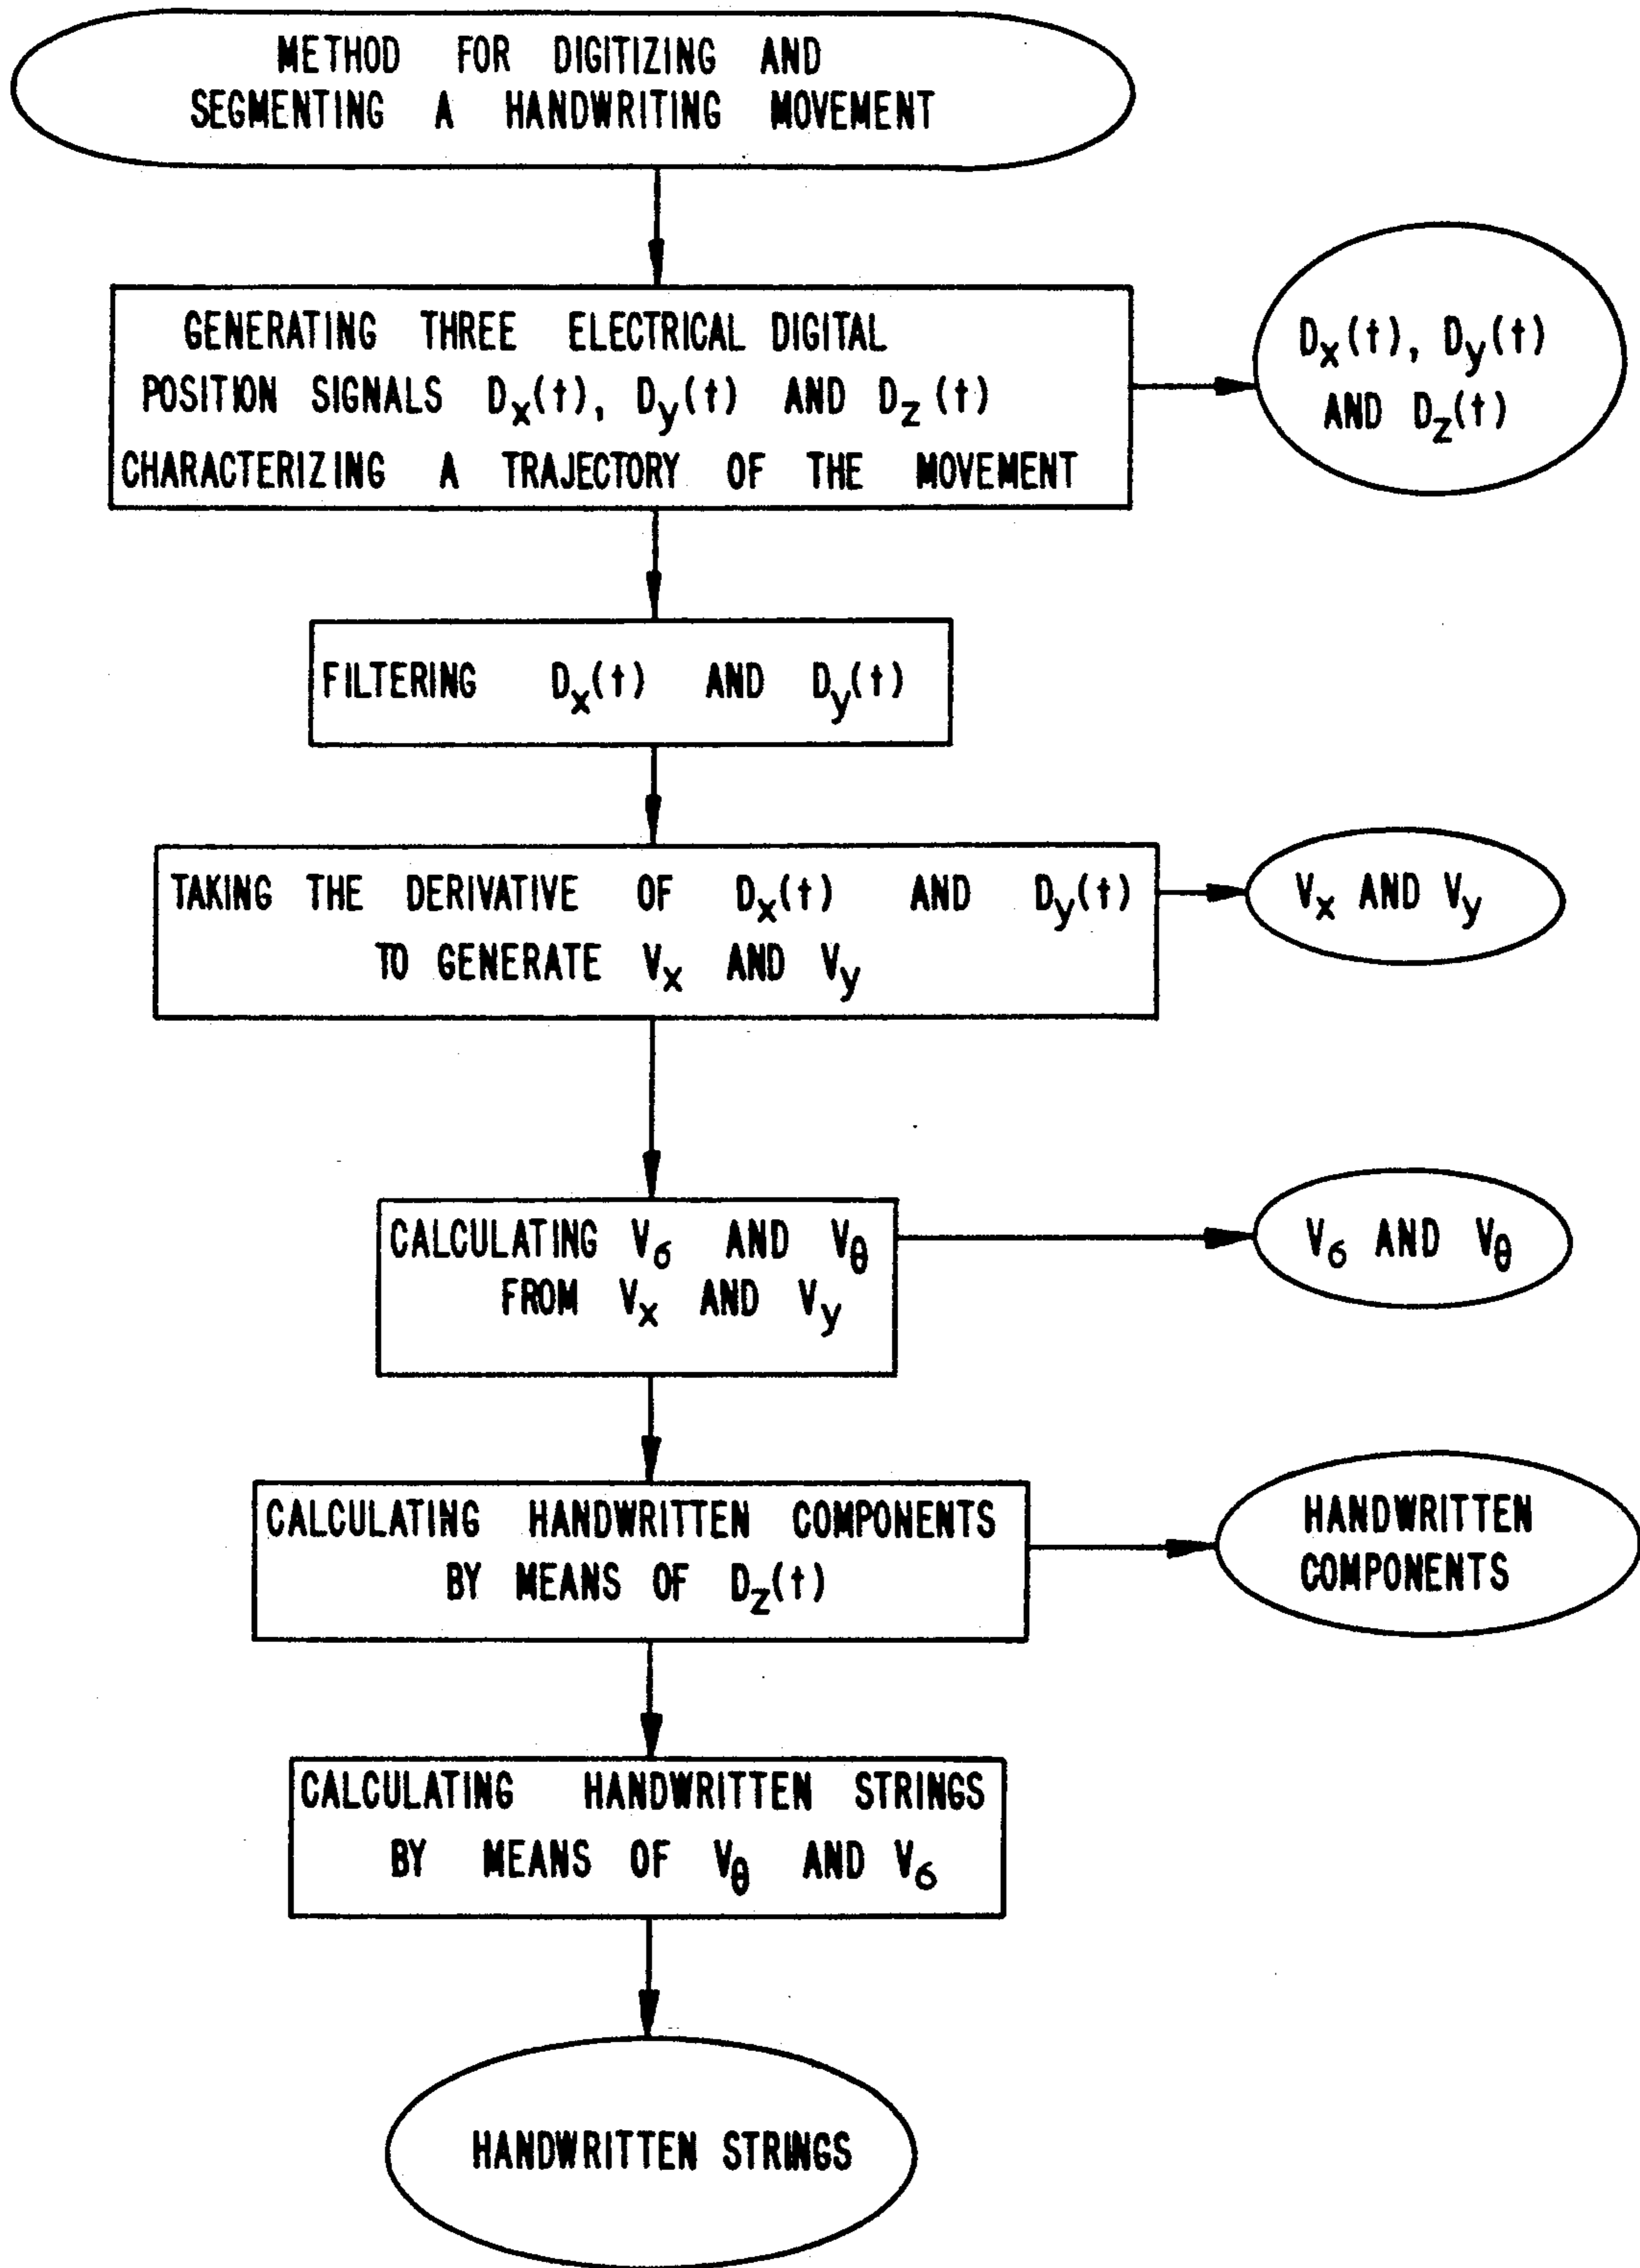 METHOD FOR DIGITIZING AND
SEGMENTING A HANDWRITING MOVEMENT
GENERATING THREE ELECTRICAL DIGITAL
POSITION SIGNALS Dx(t), Dy(t) AND Dz(t)
CHARACTERIZING A TRAJECTORY OF THE MOVEMENT
Dx(t), Dy(t)
AND Dz(t)
FILTERING Dx(t) AND Dy(t)
TAKING THE DERIVATIVE OF Dx(t) AND Dy(t)
TO GENERATE Vx AND Vy
Vx AND Vy
CALCULATING Vσ AND Vθ
FROM Vx AND Vy
Vσ AND Vθ
CALCULATING HANDWRITTEN COMPONENTS
BY MEANS OF Dz(t)
HANDWRITTEN
COMPONENTS
CALCULATING HANDWRITTEN STRINGS
BY MEANS OF Vθ AND Vσ
HANDWRITTEN STRINGS